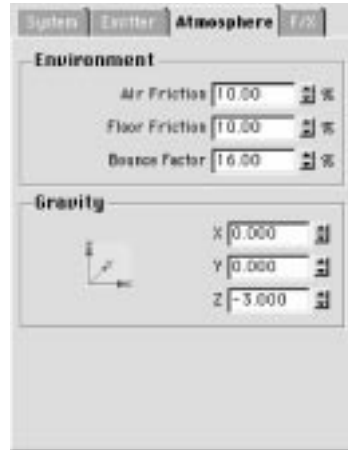 System Emitter Atmosphere F/X
Environment
Air Friction 10.00 %
Floor Friction 10.00 %
Bounce Factor 16.00 %
Gravity
X 0.000
Y 0.000
Z -3.000